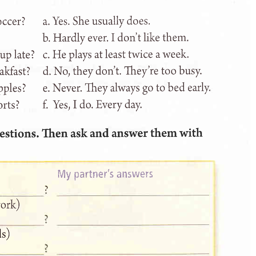 occer? a. Yes. She usually does.
b. Hardly ever. I don't like them.
up late? c. He plays at least twice a week.
akfast? d. No, they don't. They're too busy.
pples? e. Never. They always go to bed early.
orts? f. Yes, I do. Every day.
estions. Then ask and answer them with
My partner's answers
?
ork)
?
ls)
?